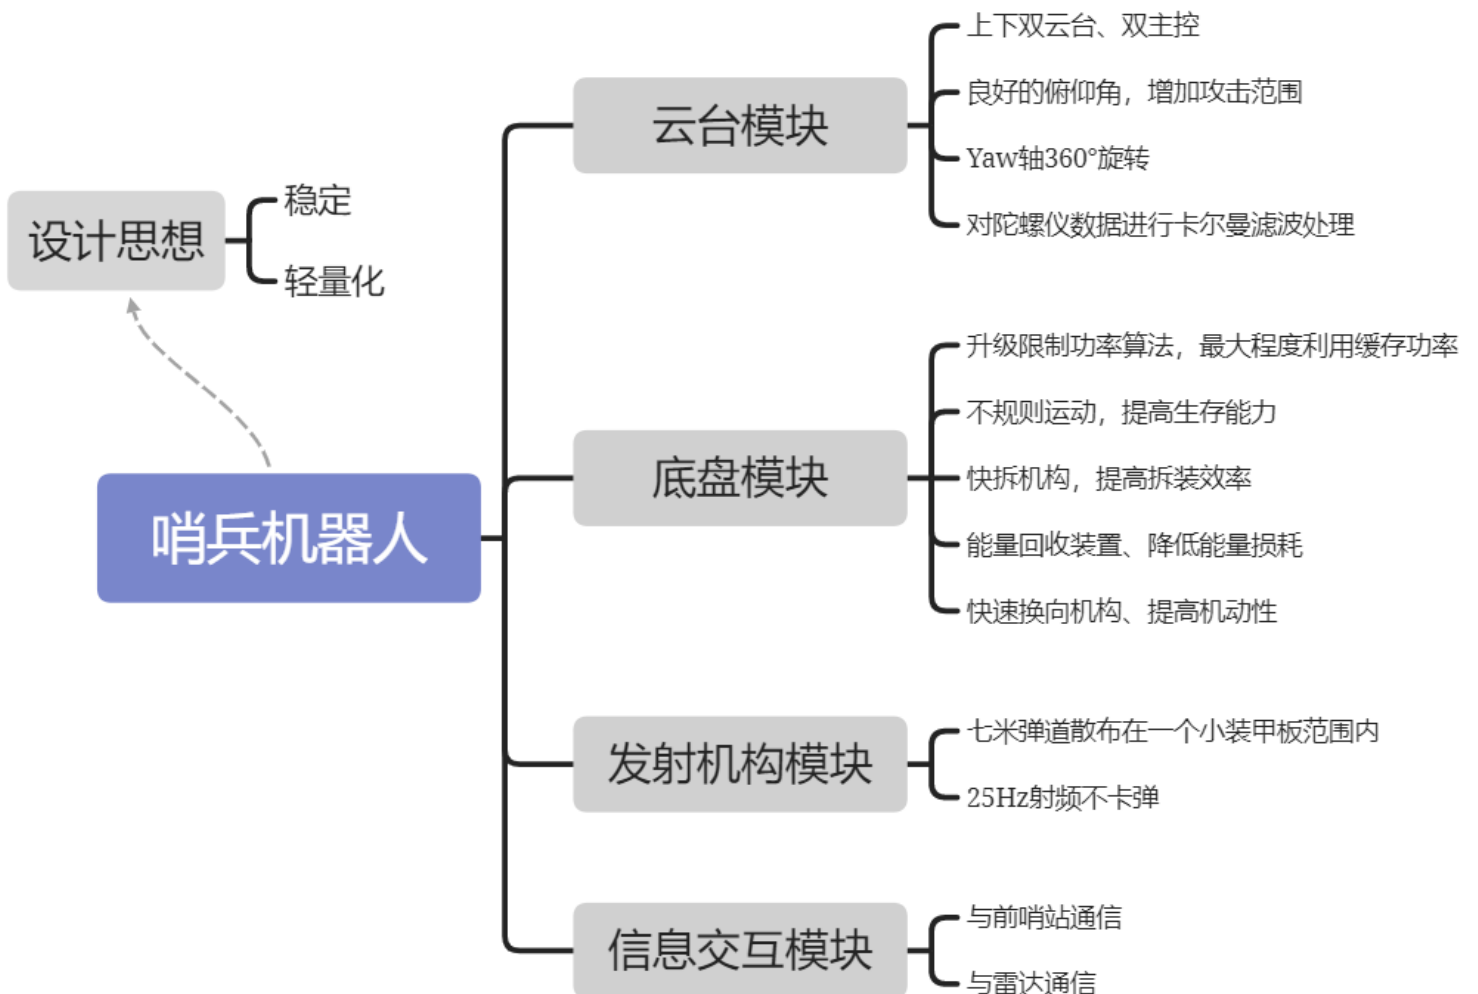 设计思想
稳定
轻量化
哨兵机器人
云台模块
上下双云台、双主控
良好的俯仰角，增加攻击范围
Yaw轴360°旋转
对陀螺仪数据进行卡尔曼滤波处理
底盘模块
升级限制功率算法，最大程度利用缓存功率
不规则运动，提高生存能力
快拆机构，提高拆装效率
能量回收装置、降低能量损耗
快速换向机构、提高机动性
发射机构模块
七米弹道散布在一个小装甲板范围内
25Hz射频不卡弹
信息交互模块
与前哨站通信
与雷达通信